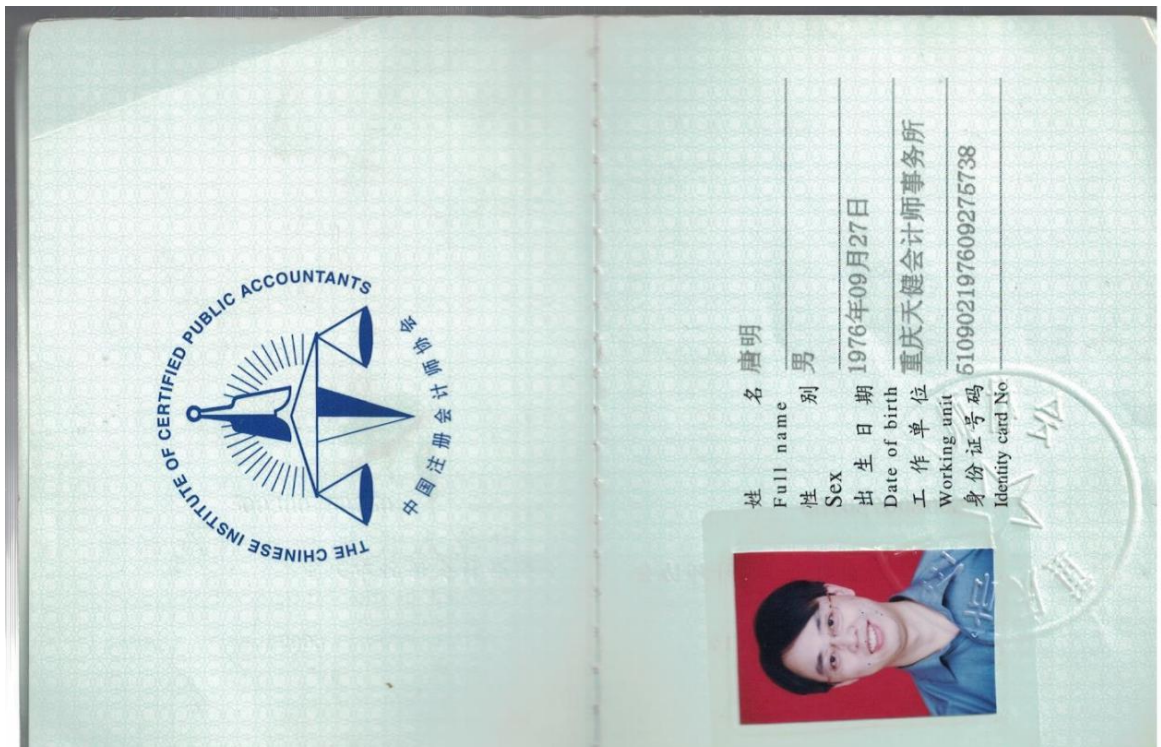 THE CHINESE INSTITUTE OF CERTIFIED PUBLIC ACCOUNTANTS
中国注册会计师协会
姓 名 唐明
Full name
性 别 男
Sex
出生日期 1976年09月27日
Date of birth
工作单位 重庆天健会计师事务所
Working unit
身份证号码 510902197609275738
Identity card No